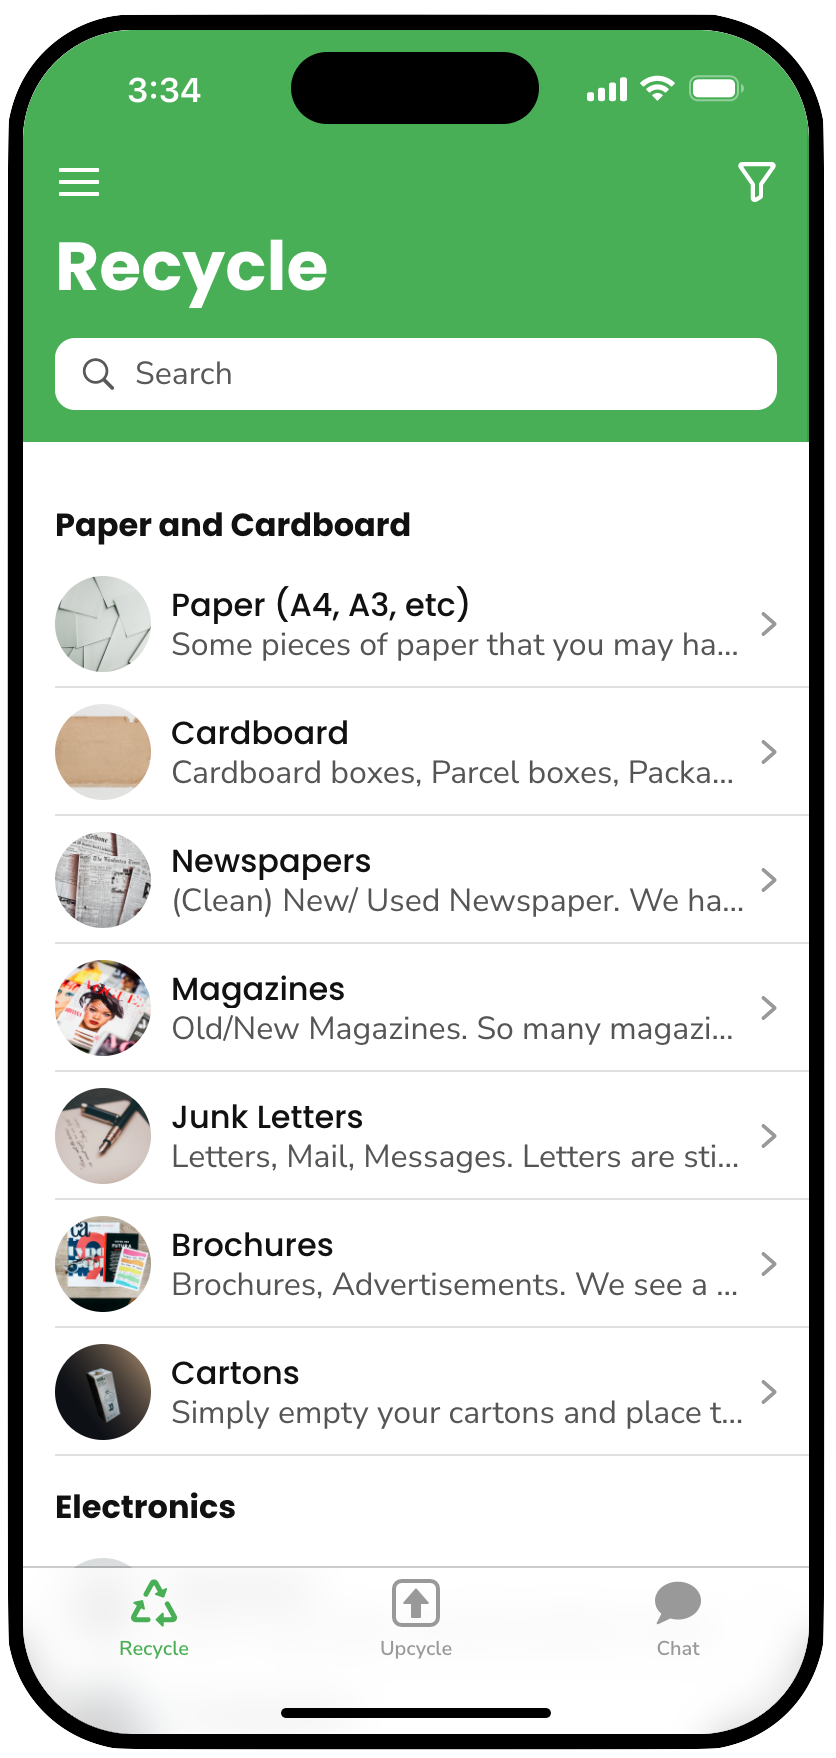 3:34
Recycle
Search
Paper and Cardboard
Paper (A4, A3, etc)
Some pieces of paper that you may ha...
Cardboard
Cardboard boxes, Parcel boxes, Packa...
Newspapers
(Clean) New/ Used Newspaper. We ha...
Magazines
Old/New Magazines. So many magazi...
Junk Letters
Letters, Mail, Messages. Letters are sti...
Brochures
Brochures, Advertisements. We see a ...
Cartons
Simply empty your cartons and place t...
Electronics
Recycle
Upcycle
Chat